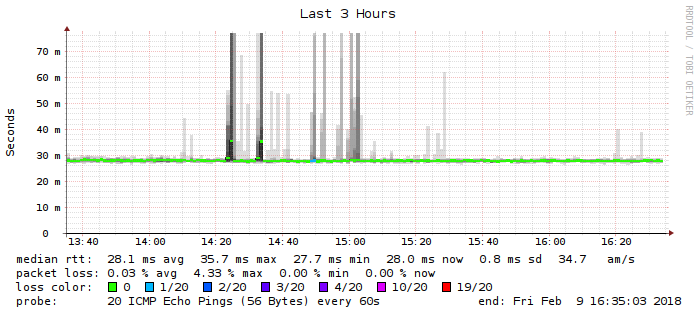 Last 3 Hours
RRDTOOL / TOBI OETIKER
Seconds
70 m
60 m
50 m
40 m
30 m
20 m
10 m
0
13:40 14:00 14:20 14:40 15:00 15:20 15:40 16:00 16:20
median rtt: 28.1 ms avg 35.7 ms max 27.7 ms min 28.0 ms now 0.8 ms sd 34.7 am/s
packet loss: 0.03 % avg 4.33 % max 0.00 % min 0.00 % now
loss color: 0 1/20 2/20 3/20 4/20 10/20 19/20
probe: 20 ICMP Echo Pings (56 Bytes) every 60s end: Fri Feb 9 16:35:03 2018